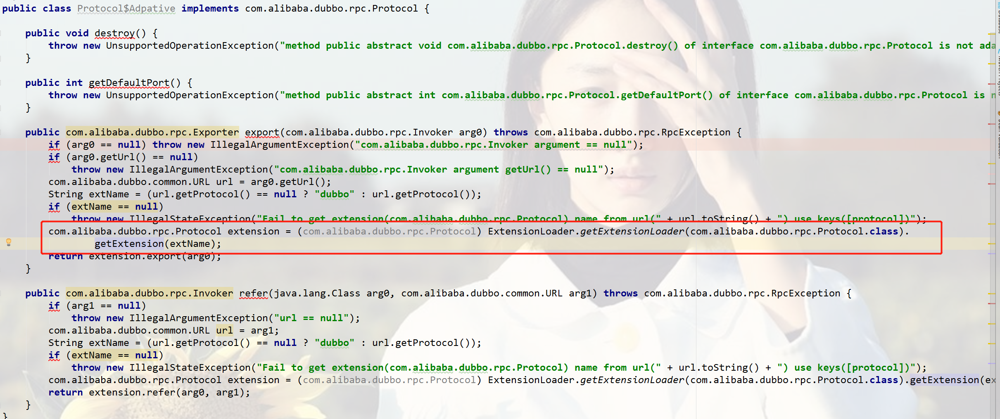 public class Protocol$Adpative implements com.alibaba.dubbo.rpc.Protocol {
public void destroy() {
throw new UnsupportedOperationException("method public abstract void com.alibaba.dubbo.rpc.Protocol.destroy() of interface com.alibaba.dubbo.rpc.Protocol is not ada
}
public int getDefaultPort() {
throw new UnsupportedOperationException("method public abstract int com.alibaba.dubbo.rpc.Protocol.getDefaultPort() of interface com.alibaba.dubbo.rpc.Protocol is
}
public com.alibaba.dubbo.rpc.Exporter export(com.alibaba.dubbo.rpc.Invoker arg0) throws com.alibaba.dubbo.rpc.RpcException {
if (arg0 == null) throw new IllegalArgumentException("com.alibaba.dubbo.rpc.Invoker argument == null");
if (arg0.getUrl() == null)
throw new IllegalArgumentException("com.alibaba.dubbo.rpc.Invoker argument getUrl() == null");
com.alibaba.dubbo.common.URL url = arg0.getUrl();
String extName = (url.getProtocol() == null ? "dubbo" : url.getProtocol());
if (extName == null)
throw new IllegalStateException("Fail to get extension(com.alibaba.dubbo.rpc.Protocol) name from url(" + url.toString() + ") use keys([protocol])");
com.alibaba.dubbo.rpc.Protocol extension = (com.alibaba.dubbo.rpc.Protocol) ExtensionLoader.getExtensionLoader(com.alibaba.dubbo.rpc.Protocol.class).
getExtension(extName);
return extension.export(arg0);
}
public com.alibaba.dubbo.rpc.Invoker refer(java.lang.Class arg0, com.alibaba.dubbo.common.URL arg1) throws com.alibaba.dubbo.rpc.RpcException {
if (arg1 == null)
throw new IllegalArgumentException("url == null");
com.alibaba.dubbo.common.URL url = arg1;
String extName = (url.getProtocol() == null ? "dubbo" : url.getProtocol());
if (extName == null)
throw new IllegalStateException("Fail to get extension(com.alibaba.dubbo.rpc.Protocol) name from url(" + url.toString() + ") use keys([protocol])");
com.alibaba.dubbo.rpc.Protocol extension = (com.alibaba.dubbo.rpc.Protocol) ExtensionLoader.getExtensionLoader(com.alibaba.dubbo.rpc.Protocol.class).getExtension(ex
return extension.refer(arg0, arg1);
}
}